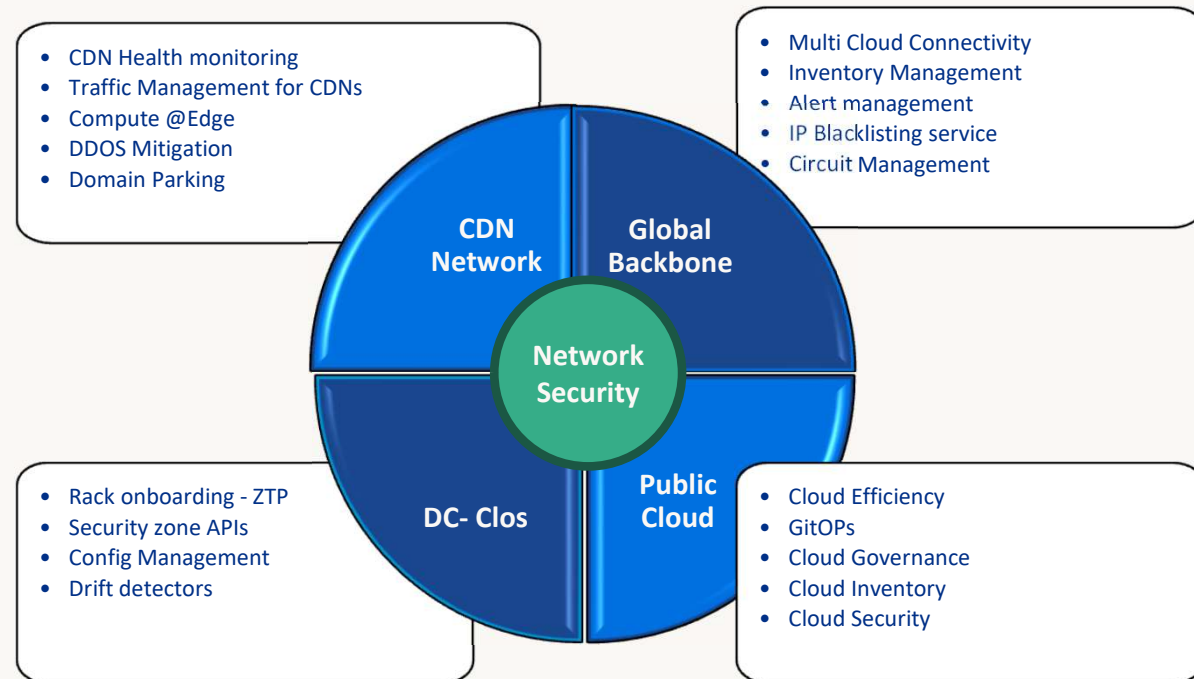 • CDN Health monitoring
• Traffic Management for CDNs
• Compute @Edge
• DDOS Mitigation
• Domain Parking
• Multi Cloud Connectivity
• Inventory Management
• Alert management
• IP Blacklisting service
• Circuit Management
CDN
Network
Global
Backbone
Network
Security
DC- Clos
Public
Cloud
• Rack onboarding - ZTP
• Security zone APIs
• Config Management
• Drift detectors
• Cloud Efficiency
• GitOPs
• Cloud Governance
• Cloud Inventory
• Cloud Security